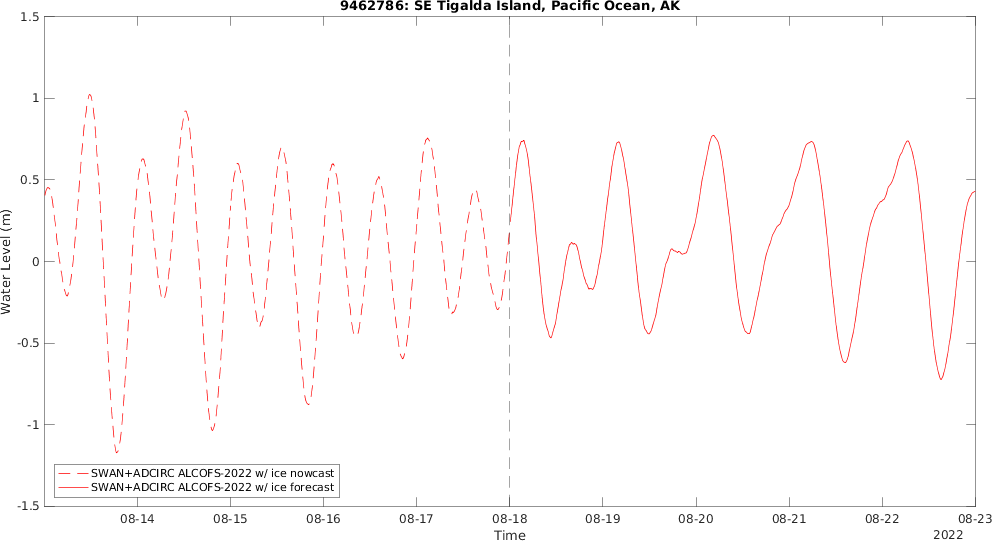 9462786: SE Tigalda Island, Pacific Ocean, AK
1.5
1
0.5
0
-0.5
-1
-1.5
Water Level (m)
SWAN+ADCIRC ALCOFS-2022 w/ ice nowcast
SWAN+ADCIRC ALCOFS-2022 w/ ice forecast
08-14 08-15 08-16 08-17 08-18 08-19 08-20 08-21 08-22 08-23
Time
2022